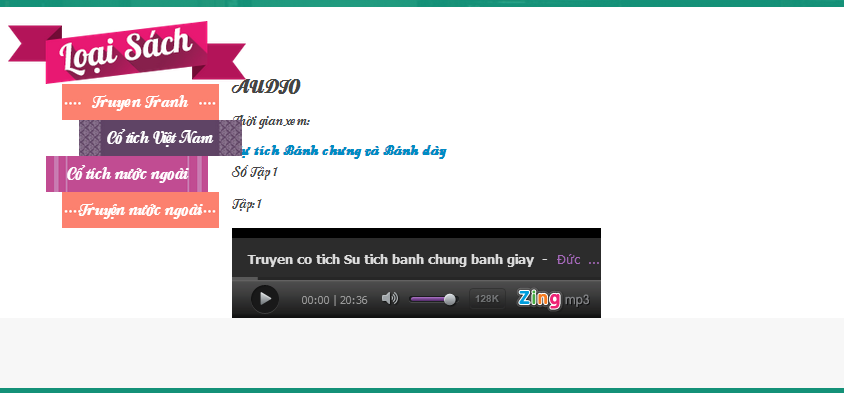 Loại Sách
Truyện Tranh
Cổ tích Việt Nam
Cổ tích nước ngoài
Truyện nước ngoài
AUDIO
Thời gian xem:
Sự tích Bánh chưng và Bánh dày
Số Tập 1
Tập: 1
Truyen co tich Su tich banh chung banh giay - Đức ...
00:00 | 20:36
128K
Zing mp3